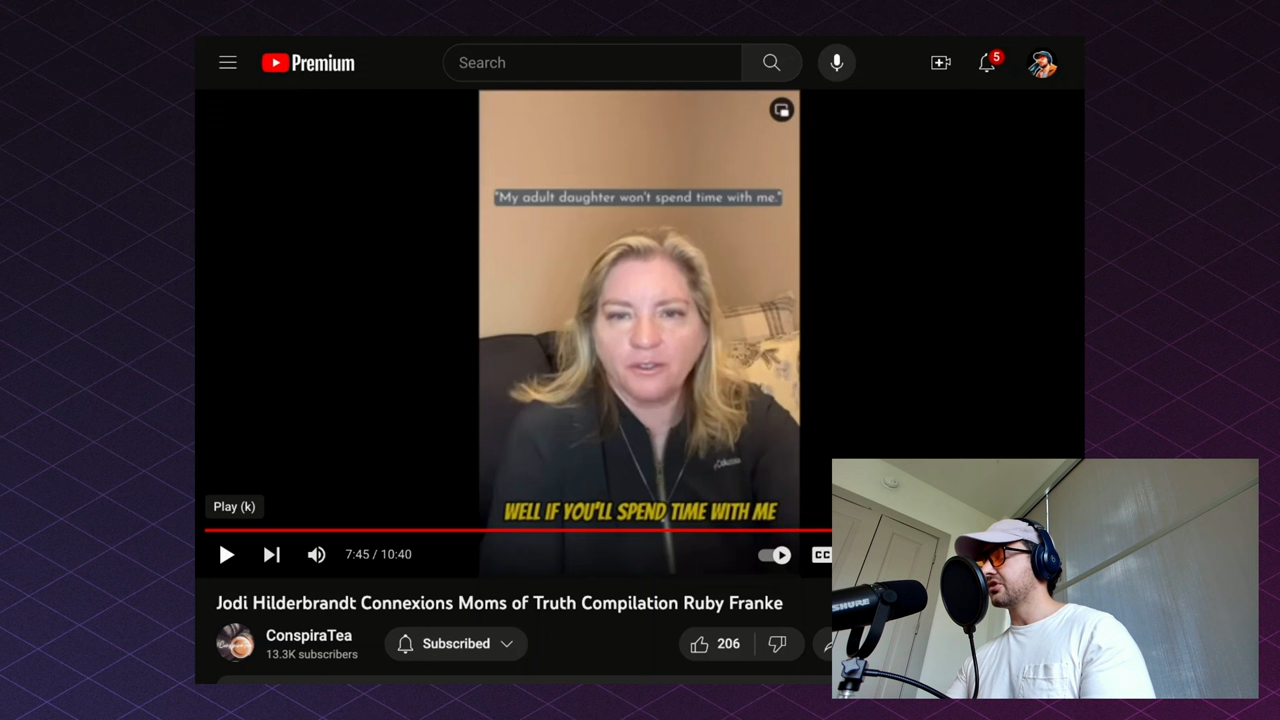 Premium
Search
5
"My adult daughter won't spend time with me."
Columbia
WELL IF YOU'LL SPEND TIME WITH ME
Play (k)
7:45 / 10:40
CC
SHURE
Jodi Hilderbrandt Connexions Moms of Truth Compilation Ruby Franke
ConspiraTea
13.3K subscribers
Subscribed
206